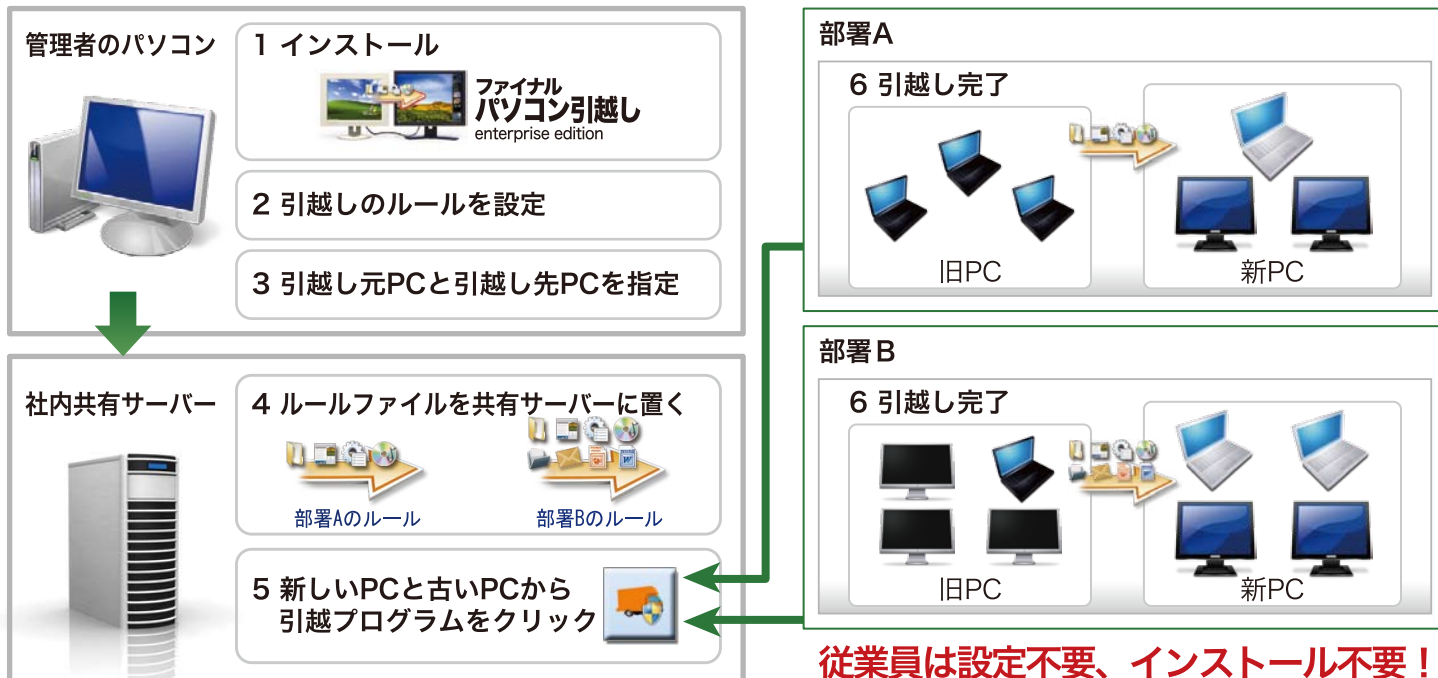 管理者のパソコン
1 インストール
ファイナル
パソコン引越し
enterprise edition
2 引越しのルールを設定
3 引越し元PCと引越し先PCを指定
社内共有サーバー
4 ルールファイルを共有サーバーに置く
部署Aのルール
部署Bのルール
5 新しいPCと古いPCから
引越プログラムをクリック
部署A
6 引越し完了
旧PC
新PC
部署B
6 引越し完了
旧PC
新PC
従業員は設定不要、インストール不要！